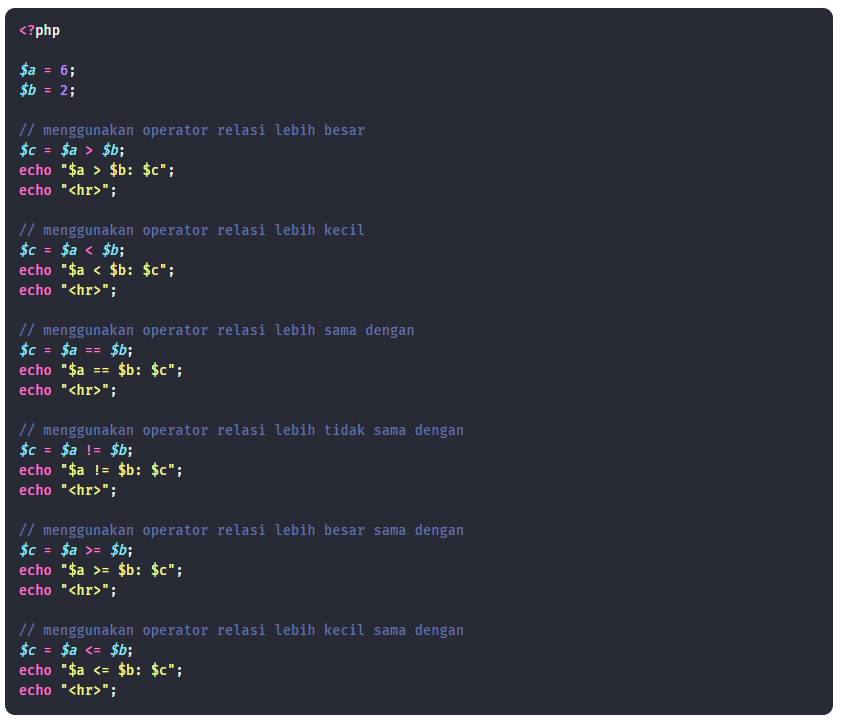 <?php
$a = 6;
$b = 2;
// menggunakan operator relasi lebih besar
$c = $a > $b;
echo "$a > $b: $c";
echo "<hr>";
// menggunakan operator relasi lebih kecil
$c = $a < $b;
echo "$a < $b: $c";
echo "<hr>";
// menggunakan operator relasi lebih sama dengan
$c = $a == $b;
echo "$a == $b: $c";
echo "<hr>";
// menggunakan operator relasi lebih tidak sama dengan
$c = $a != $b;
echo "$a != $b: $c";
echo "<hr>";
// menggunakan operator relasi lebih besar sama dengan
$c = $a >= $b;
echo "$a >= $b: $c";
echo "<hr>";
// menggunakan operator relasi lebih kecil sama dengan
$c = $a <= $b;
echo "$a <= $b: $c";
echo "<hr>";